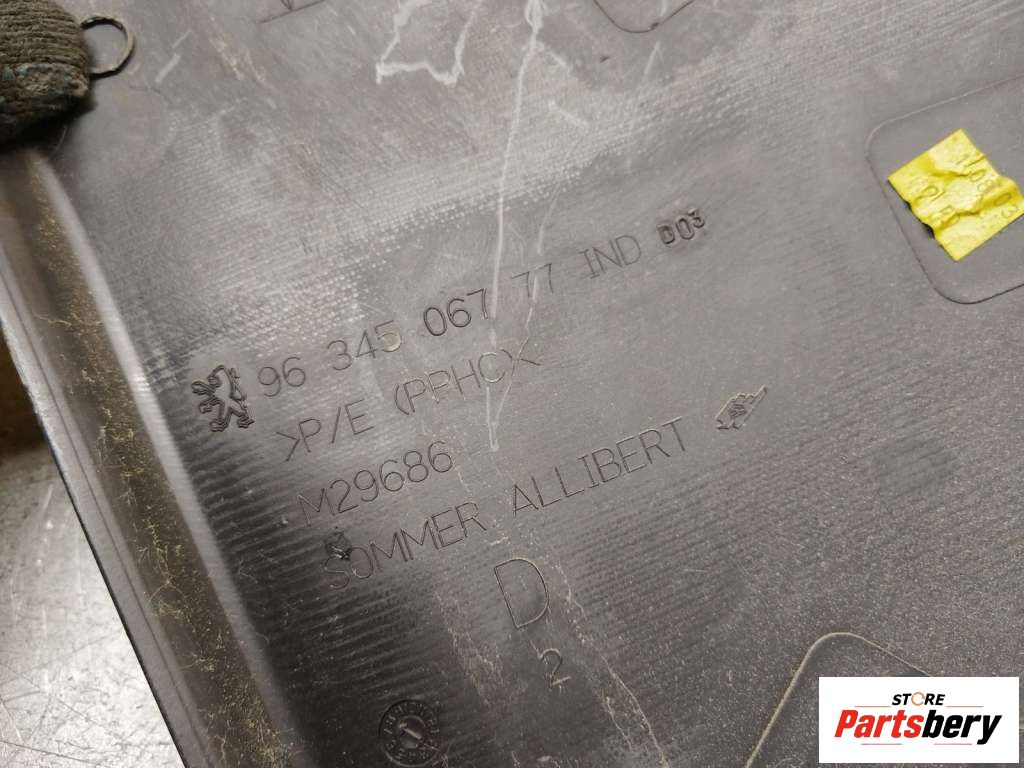 96 345 067 77 IND D03
>P/E (PPHC)<
M29686
SOMMER ALLIBERT
D
2
STORE
Partsbery